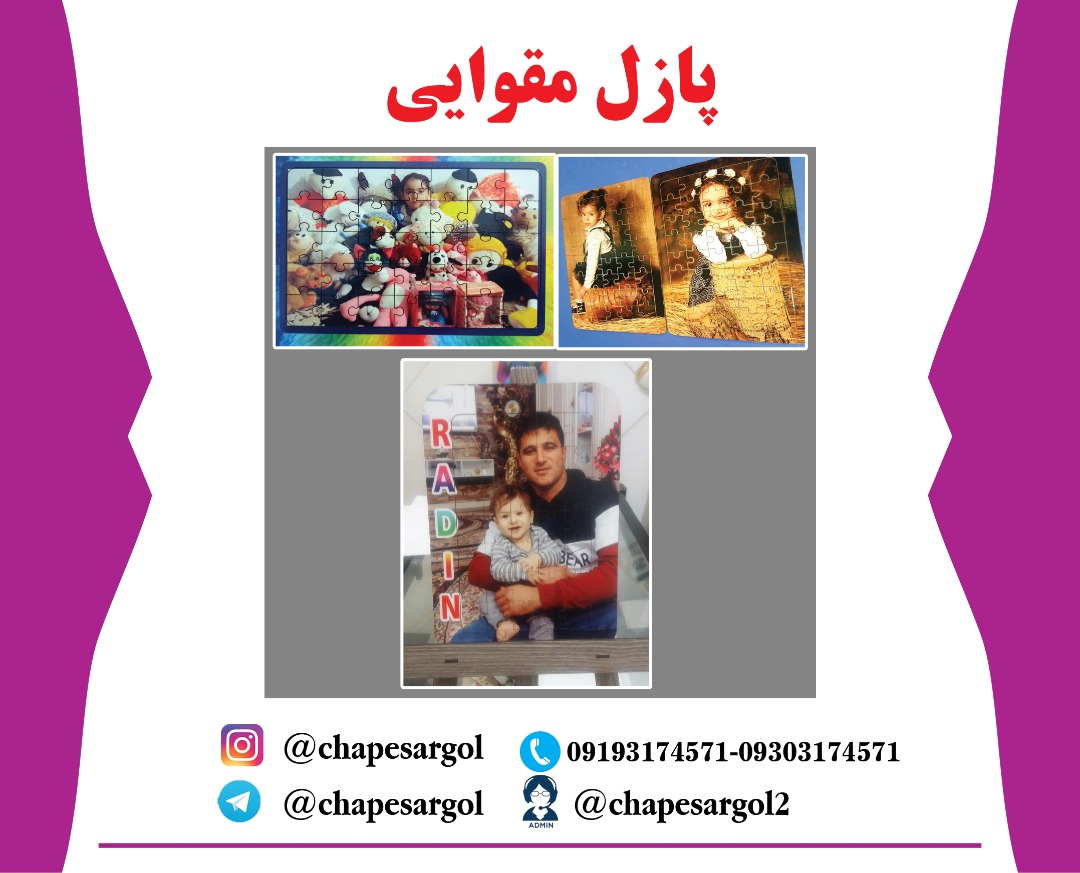 پازل مقوایی
RADIN
BEAR
@chapesargol
09193174571-09303174571
@chapesargol
ADMIN
@chapesargol2